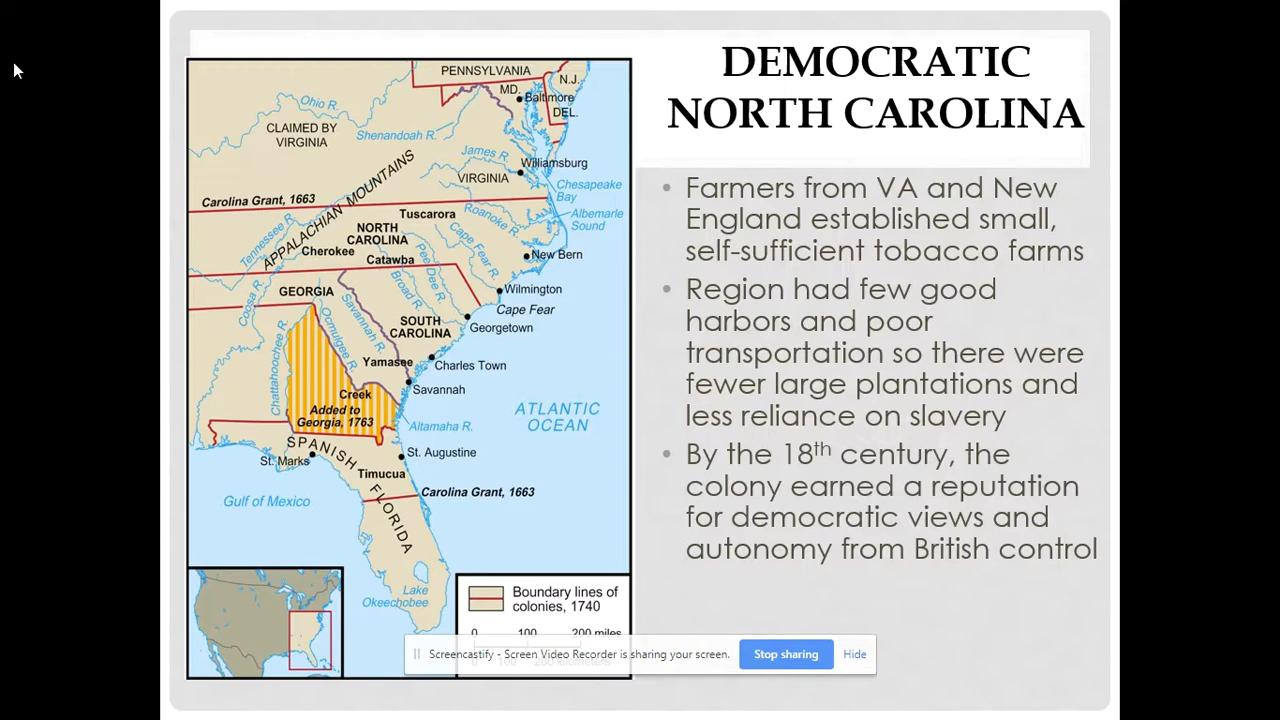 DEMOCRATIC
NORTH CAROLINA
Farmers from VA and New
England established small,
self-sufficient tobacco farms
Region had few good
harbors and poor
transportation so there were
fewer large plantations and
less reliance on slavery
By the 18th century, the
colony earned a reputation
for democratic views and
autonomy from British control
PENNSYLVANIA
N.J.
MD.
Baltimore
DEL.
Ohio R.
CLAIMED BY
VIRGINIA
Shenandoah R.
James R.
Williamsburg
VIRGINIA
Chesapeake
Bay
Carolina Grant, 1663
APPALACHIAN MOUNTAINS
Tuscarora
Roanoke R.
Albemarle
Sound
Tennessee R.
NORTH
CAROLINA
Cherokee
Catawba
Cape Fear R.
Pee Dee R.
New Bern
Broad R.
Coosa R.
GEORGIA
Savannah R.
Wilmington
Cape Fear
Ocmulgee R.
SOUTH
CAROLINA
Georgetown
Chattahoochee R.
Yamasee
Charles Town
Savannah
Creek
Added to
Georgia, 1763
ATLANTIC
OCEAN
Altamaha R.
SPANISH
FLORIDA
St. Marks
St. Augustine
Timucua
Carolina Grant, 1663
Gulf of Mexico
Lake
Okeechobee
Boundary lines of
colonies, 1740
0 100 200 miles
0 100 200 kilometers
Screencastify - Screen Video Recorder is sharing your screen.
Stop sharing
Hide